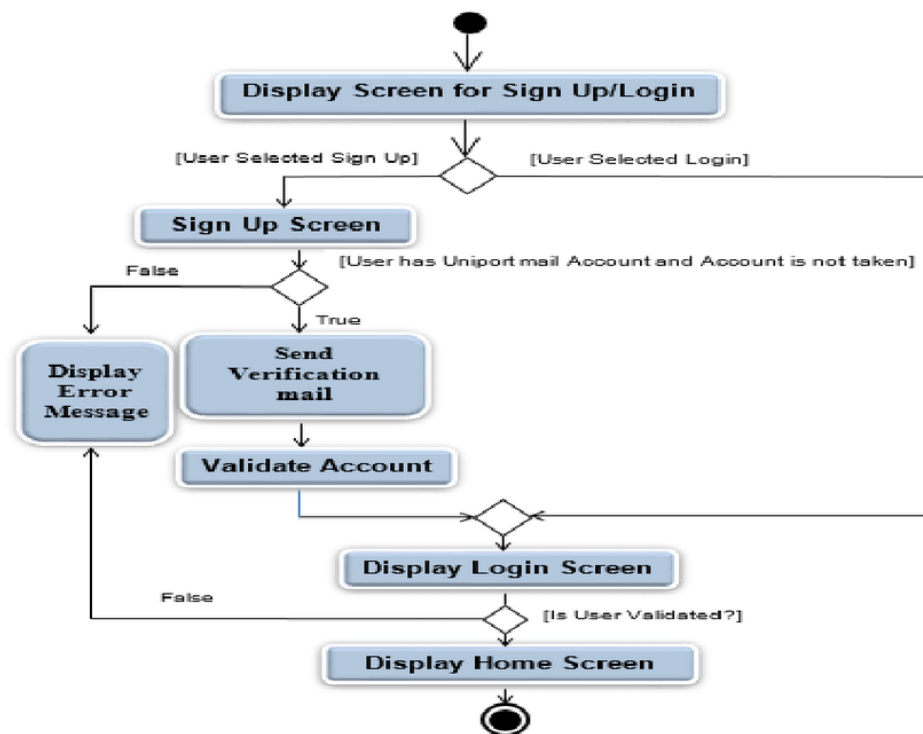 Display Screen for Sign Up/Login
[User Selected Sign Up]
[User Selected Login]
Sign Up Screen
[User has Uniport mail Account and Account is not taken]
False
True
Display
Error
Message
Send
Verification
mail
Validate Account
Display Login Screen
False
[Is User Validated?]
Display Home Screen